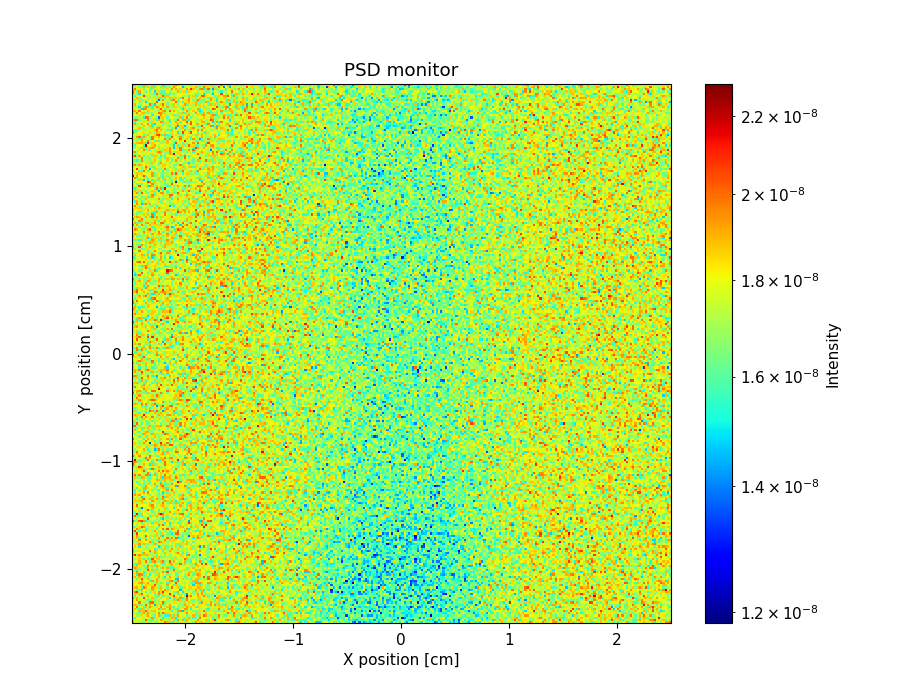 PSD monitor
2
1
0
−1
−2
Y position [cm]
−2 −1 0 1 2
X position [cm]
2.2 × 10⁻⁸
2 × 10⁻⁸
1.8 × 10⁻⁸
1.6 × 10⁻⁸
1.4 × 10⁻⁸
1.2 × 10⁻⁸
Intensity